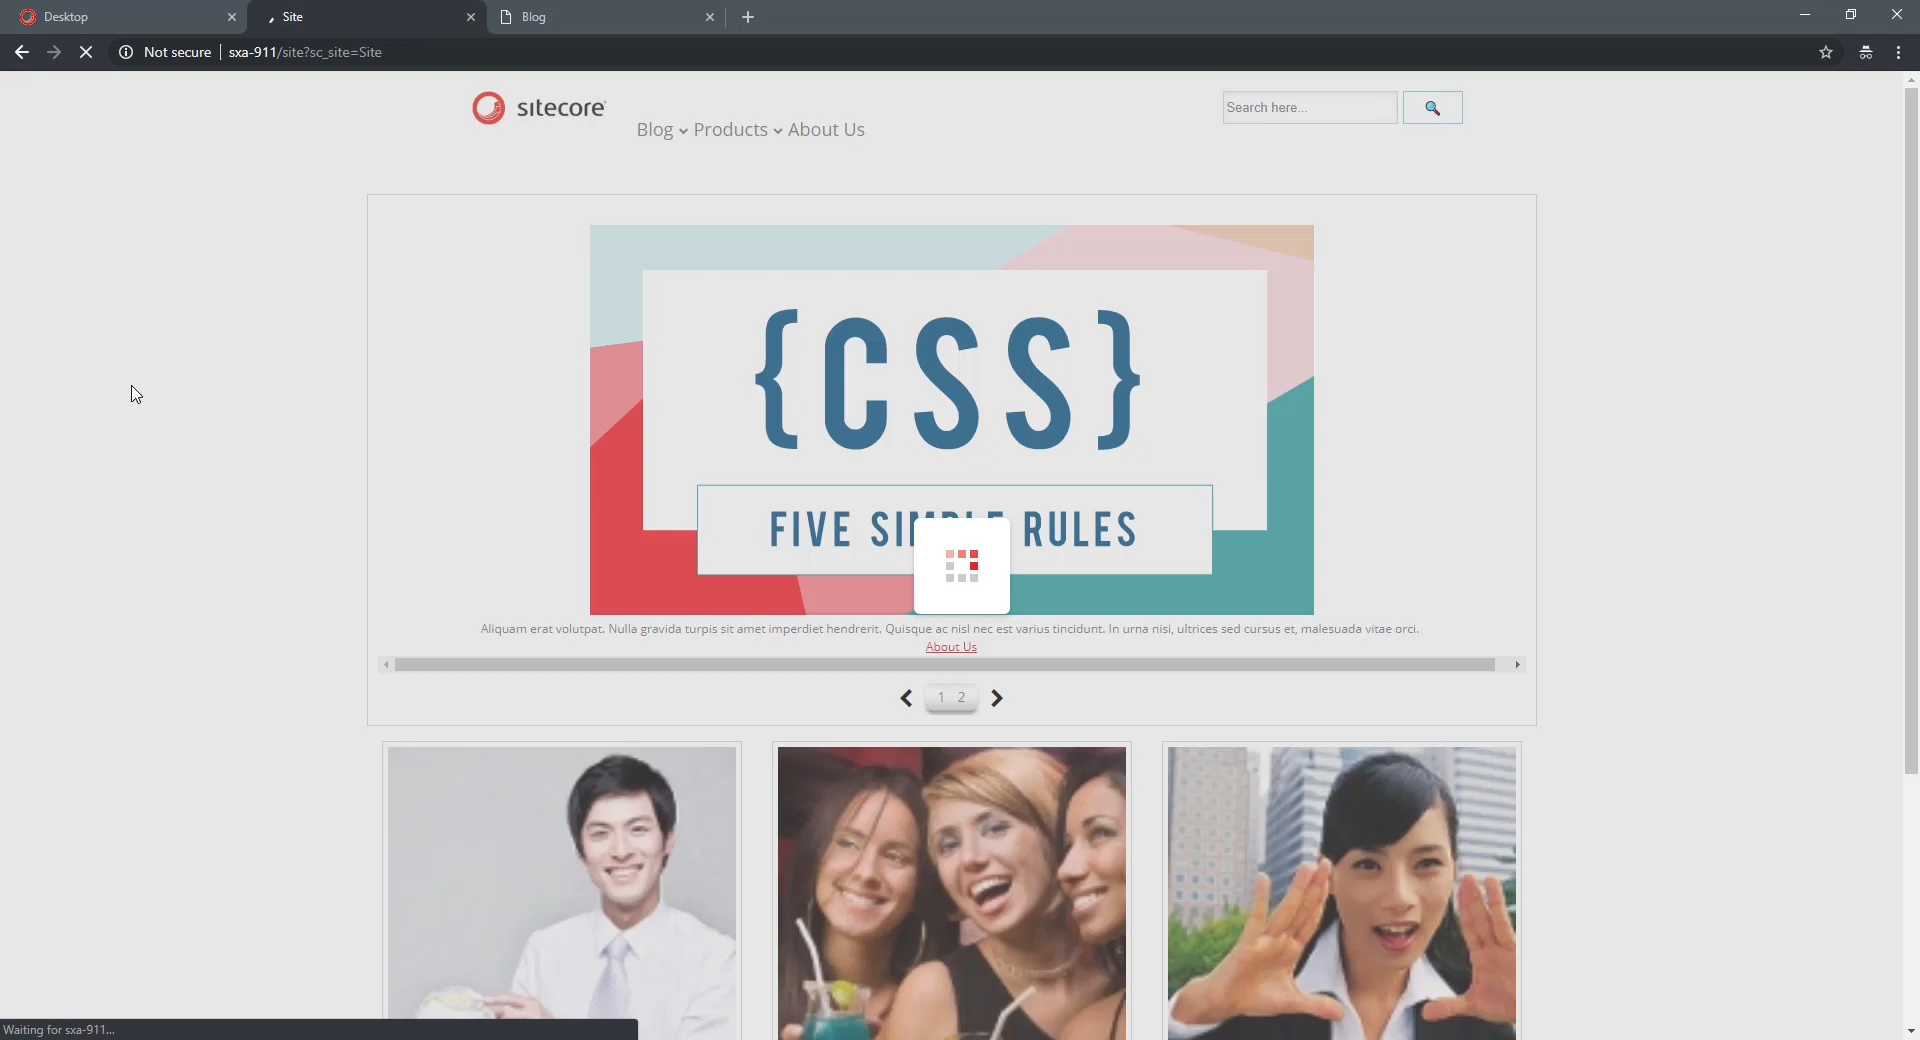 Desktop
Site
Blog
Not secure
sxa-911/site?sc_site=Site
sitecore
Blog Products About Us
Search here...
{CSS}
FIVE SIMPLE RULES
Aliquam erat volutpat. Nulla gravida turpis sit amet imperdiet hendrerit. Quisque ac nisl nec est varius tincidunt. In urna nisi, ultrices sed cursus et, malesuada vitae orci.
About Us
1 2
Waiting for sxa-911...